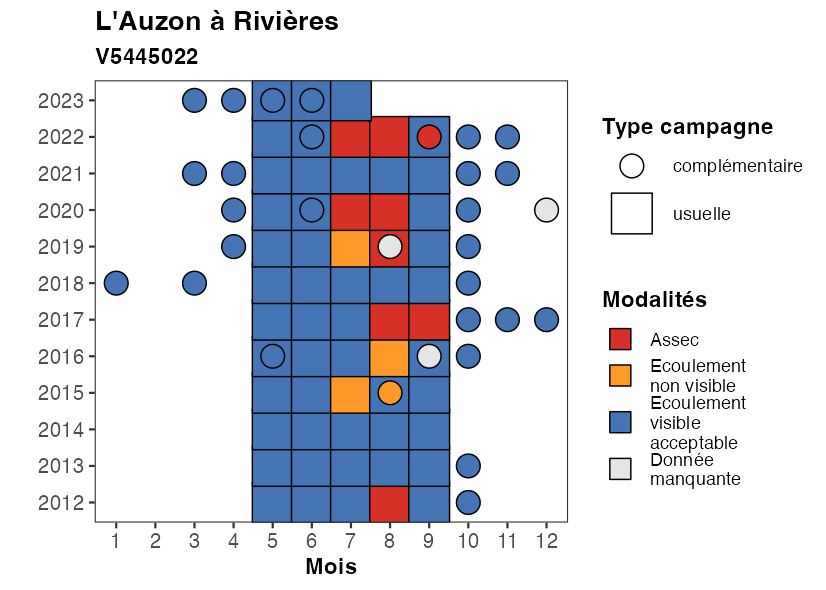 L'Auzon à Rivières
V5445022
2023
2022
2021
2020
2019
2018
2017
2016
2015
2014
2013
2012
1 2 3 4 5 6 7 8 9 10 11 12
Mois
Type campagne
complémentaire
usuelle
Modalités
Assec
Ecoulement
non visible
Ecoulement
visible
acceptable
Donnée
manquante